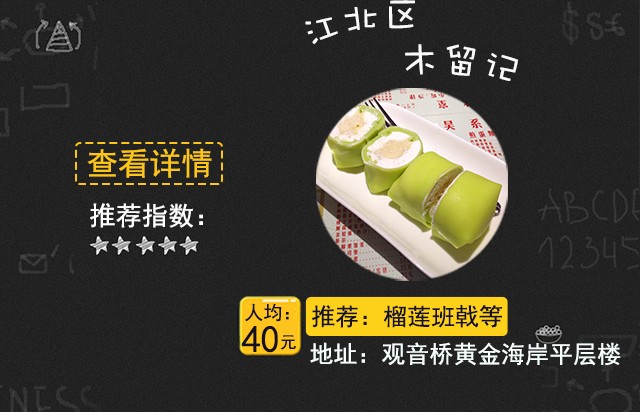 江北区
木留记
查看详情
推荐指数：
人均：
40元
推荐：榴莲班戟等
地址：观音桥黄金海岸平层楼
ABCD
12345